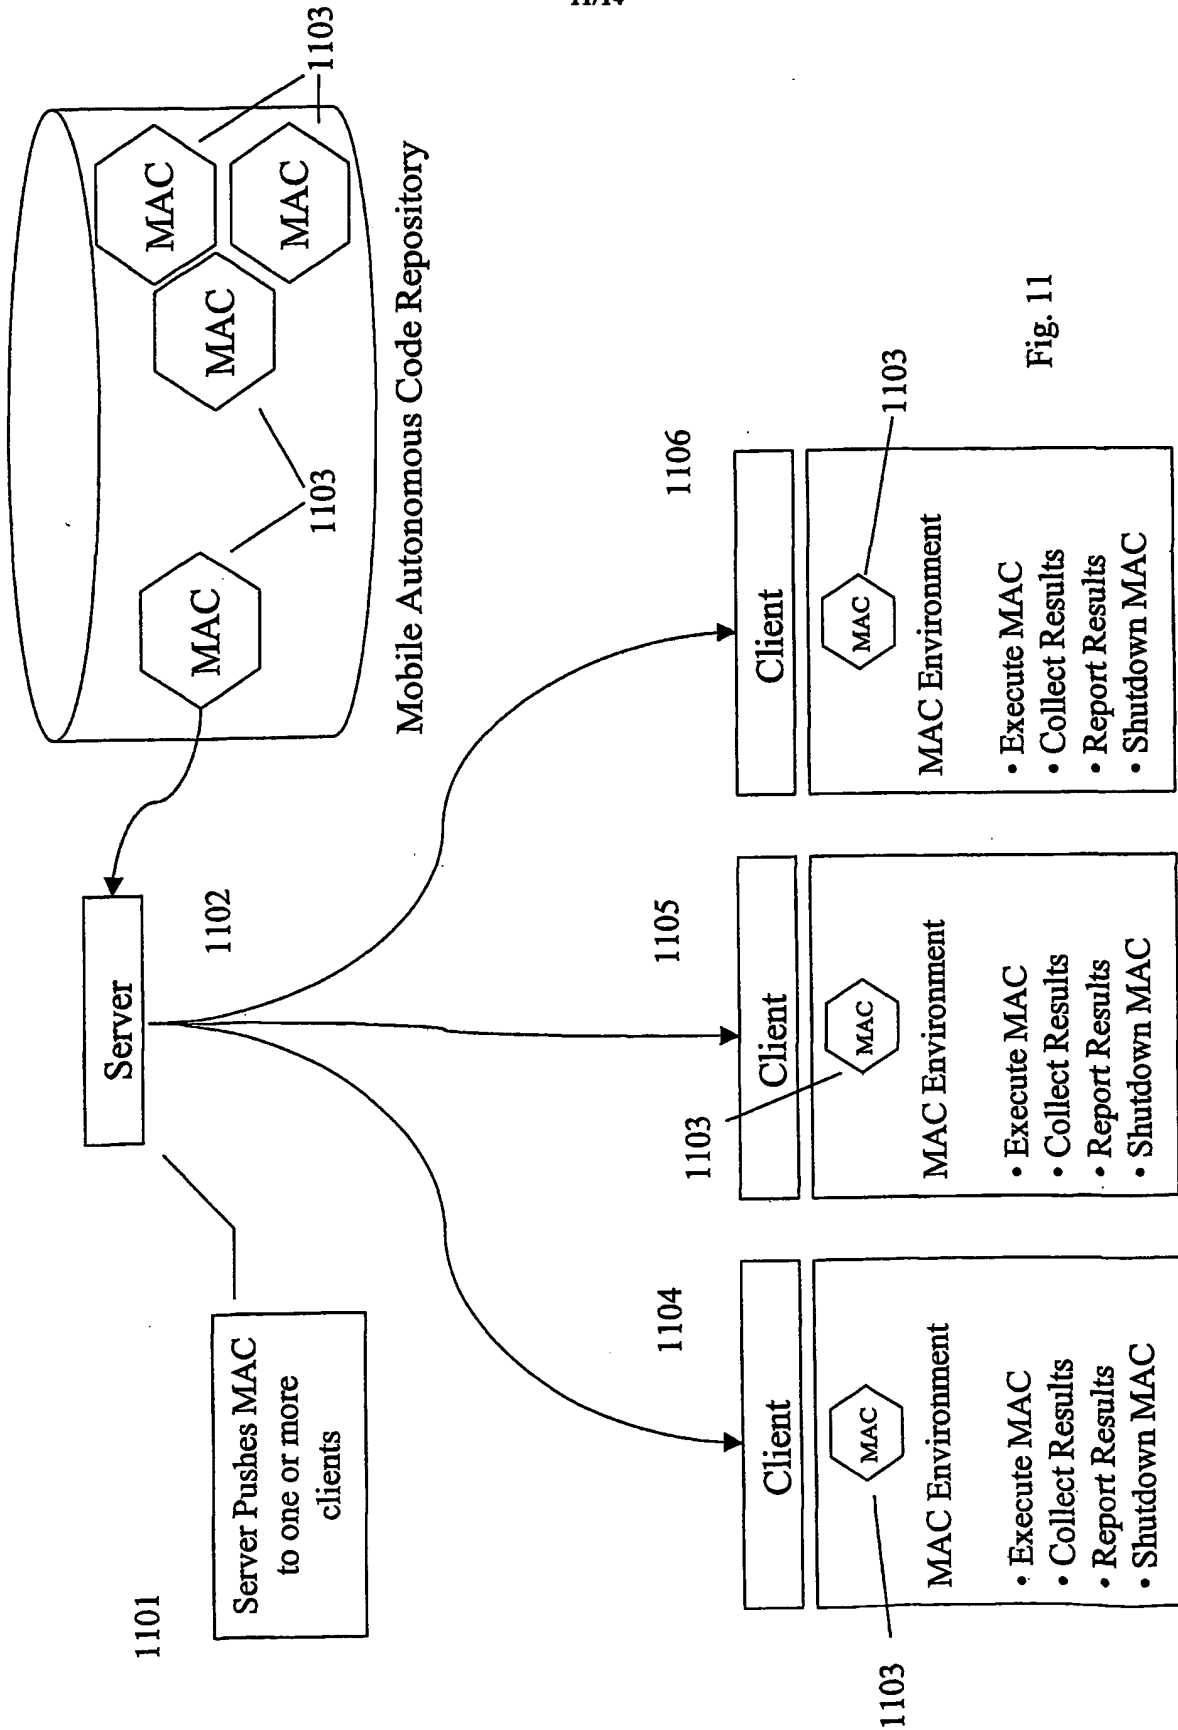 11/14
1103
MAC
MAC
MAC
MAC
1103
Mobile Autonomous Code Repository
Server
1102
1101
Server Pushes MAC
to one or more
clients
1104
Client
MAC
1103
MAC Environment
• Execute MAC
• Collect Results
• Report Results
• Shutdown MAC
1105
Client
MAC
1103
MAC Environment
• Execute MAC
• Collect Results
• Report Results
• Shutdown MAC
1106
Client
MAC
1103
MAC Environment
• Execute MAC
• Collect Results
• Report Results
• Shutdown MAC
Fig. 11